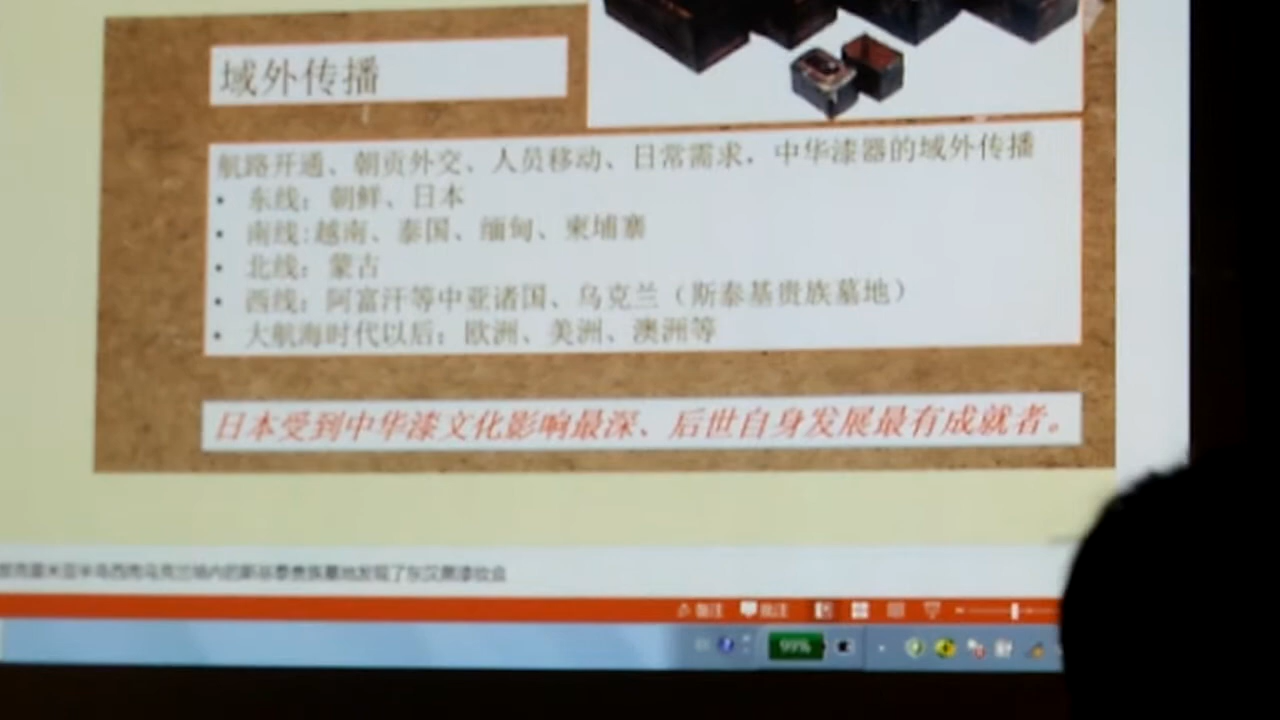 域外传播
航路开通、朝贡外交、人员移动、日常需求，中华漆器的域外传播
• 东线：朝鲜、日本
• 南线:越南、泰国、缅甸、柬埔寨
• 北线：蒙古
• 西线：阿富汗等中亚诸国、乌克兰（斯泰基贵族墓地）
• 大航海时代以后：欧洲、美洲、澳洲等
日本受到中华漆文化影响最深、后世自身发展最有成就者。
批注
99%